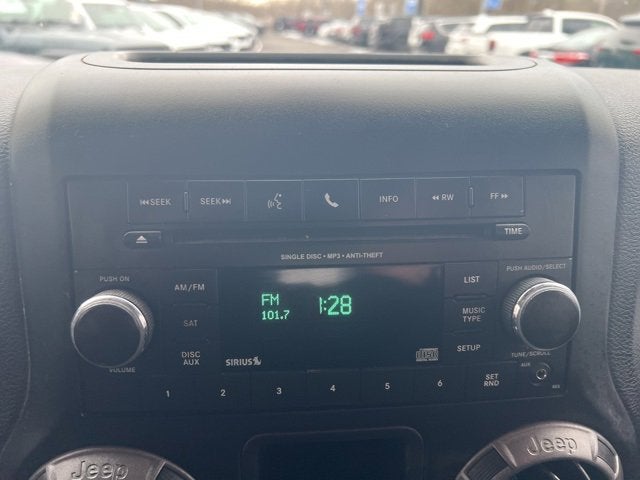 ⏮SEEK SEEK⏭ INFO ◀◀ RW FF ▶▶
TIME
SINGLE DISC • MP3 • ANTI-THEFT
PUSH ON
PUSH AUDIO/SELECT
AM/FM
LIST
FM 1:28
101.7
SAT
MUSIC
TYPE
DISC
AUX
SIRIUS
SETUP
VOLUME
TUNE/SCROLL
AUX
1 2 3 4 5 6
SET
RND
Jeep Jeep